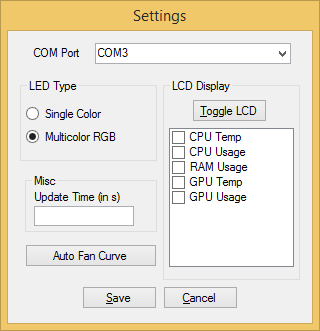 Settings
COM Port
COM3
LED Type
Single Color
Multicolor RGB
Misc
Update Time (in s)
Auto Fan Curve
LCD Display
Toggle LCD
CPU Temp
CPU Usage
RAM Usage
GPU Temp
GPU Usage
Save
Cancel